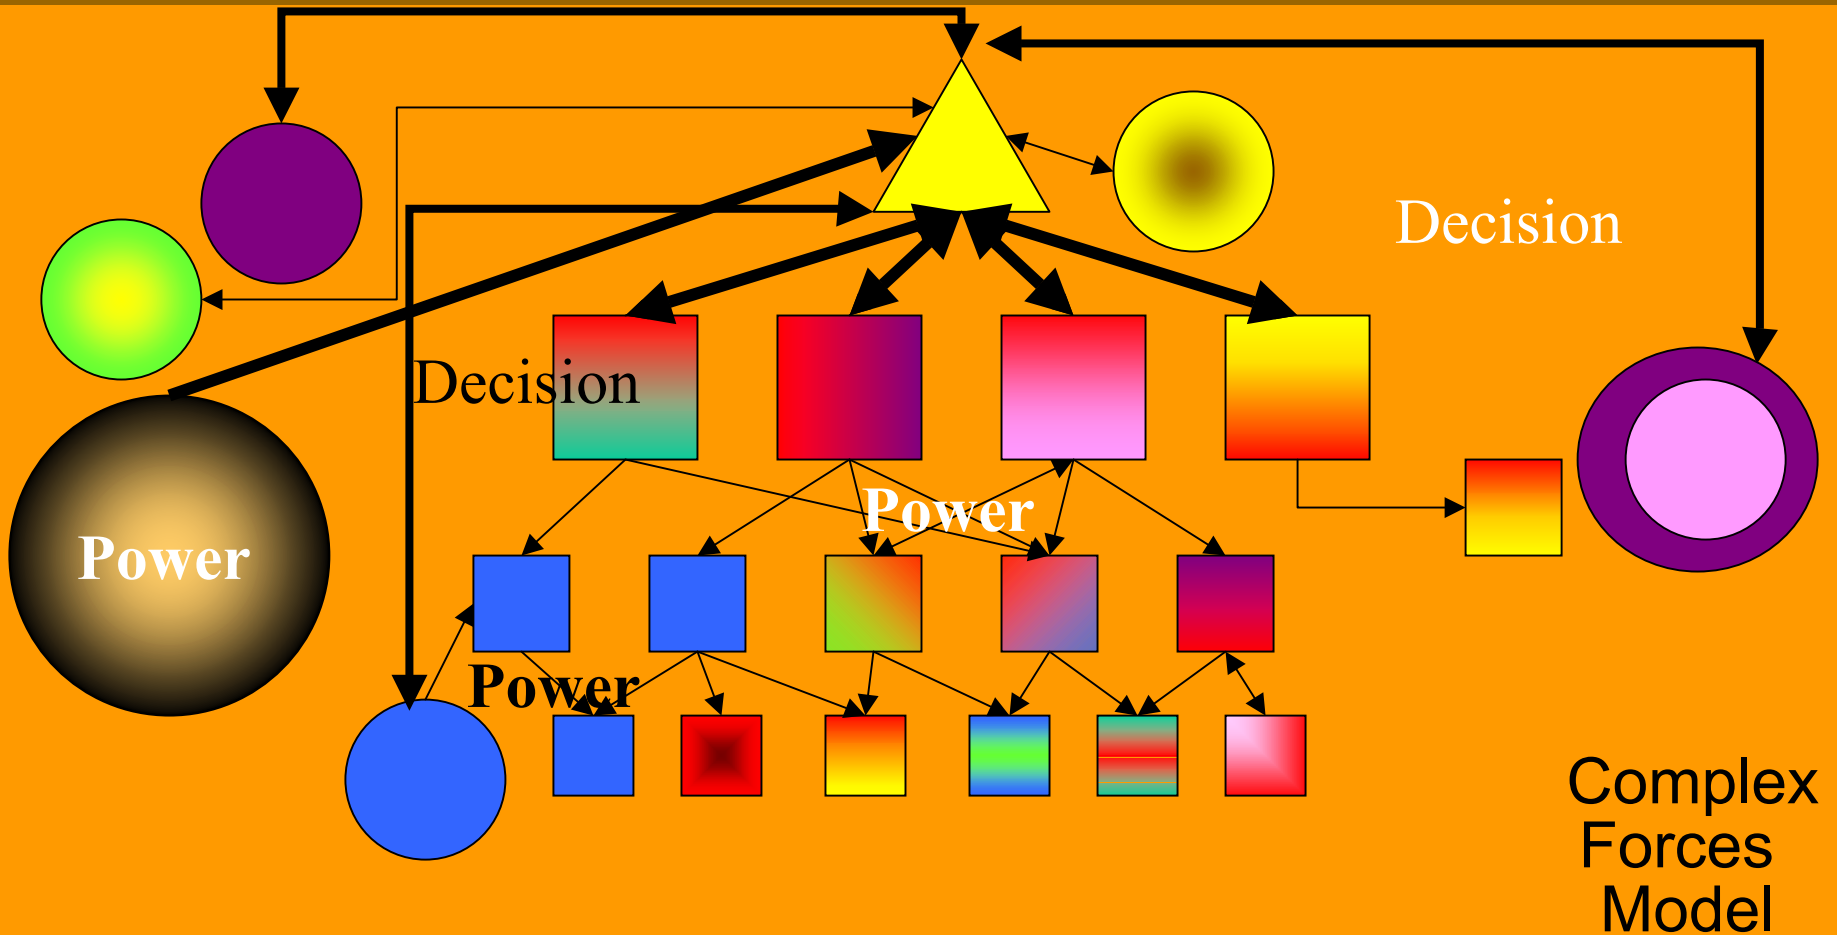 Decision
Decision
Power
Power
Power
Complex
Forces
Model